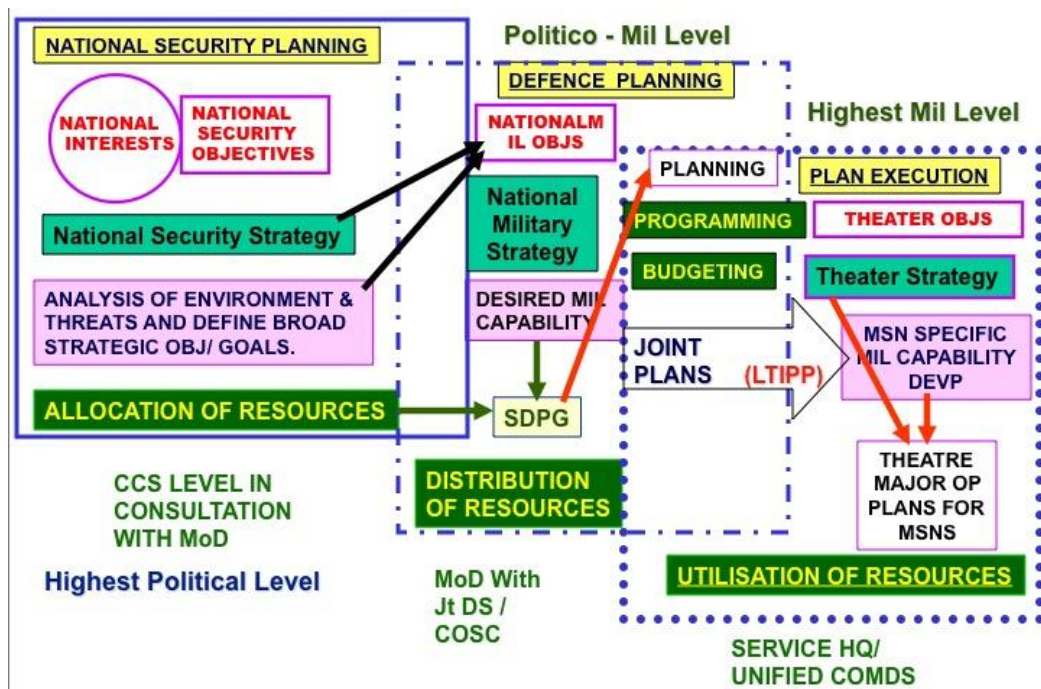 NATIONAL SECURITY PLANNING
NATIONAL
INTERESTS
NATIONAL
SECURITY
OBJECTIVES
National Security Strategy
ANALYSIS OF ENVIRONMENT &
THREATS AND DEFINE BROAD
STRATEGIC OBJ/ GOALS.
ALLOCATION OF RESOURCES
CCS LEVEL IN
CONSULTATION
WITH MoD
Highest Political Level
Politico - Mil Level
DEFENCE PLANNING
NATIONALM
IL OBJS
National
Military
Strategy
DESIRED MIL
CAPABILITY
SDPG
DISTRIBUTION
OF RESOURCES
MoD With
Jt DS /
COSC
Highest Mil Level
PLANNING
PROGRAMMING
BUDGETING
JOINT
PLANS (LTIPP)
PLAN EXECUTION
THEATER OBJS
Theater Strategy
MSN SPECIFIC
MIL CAPABILITY
DEVP
THEATRE
MAJOR OP
PLANS FOR
MSNS
UTILISATION OF RESOURCES
SERVICE HQ/
UNIFIED COMDS